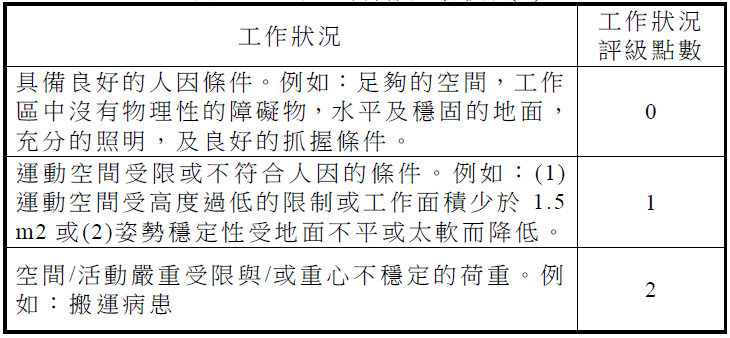 工作狀況
工作狀況
評級點數
具備良好的人因條件。例如：足夠的空間，工作
區中沒有物理性的障礙物，水平及穩固的地面，
充分的照明，及良好的抓握條件。
0
運動空間受限或不符合人因的條件。例如：(1)
運動空間受高度過低的限制或工作面積少於 1.5
m2 或(2)姿勢穩定性受地面不平或太軟而降低。
1
空間/活動嚴重受限與/或重心不穩定的荷重。例
如：搬運病患
2